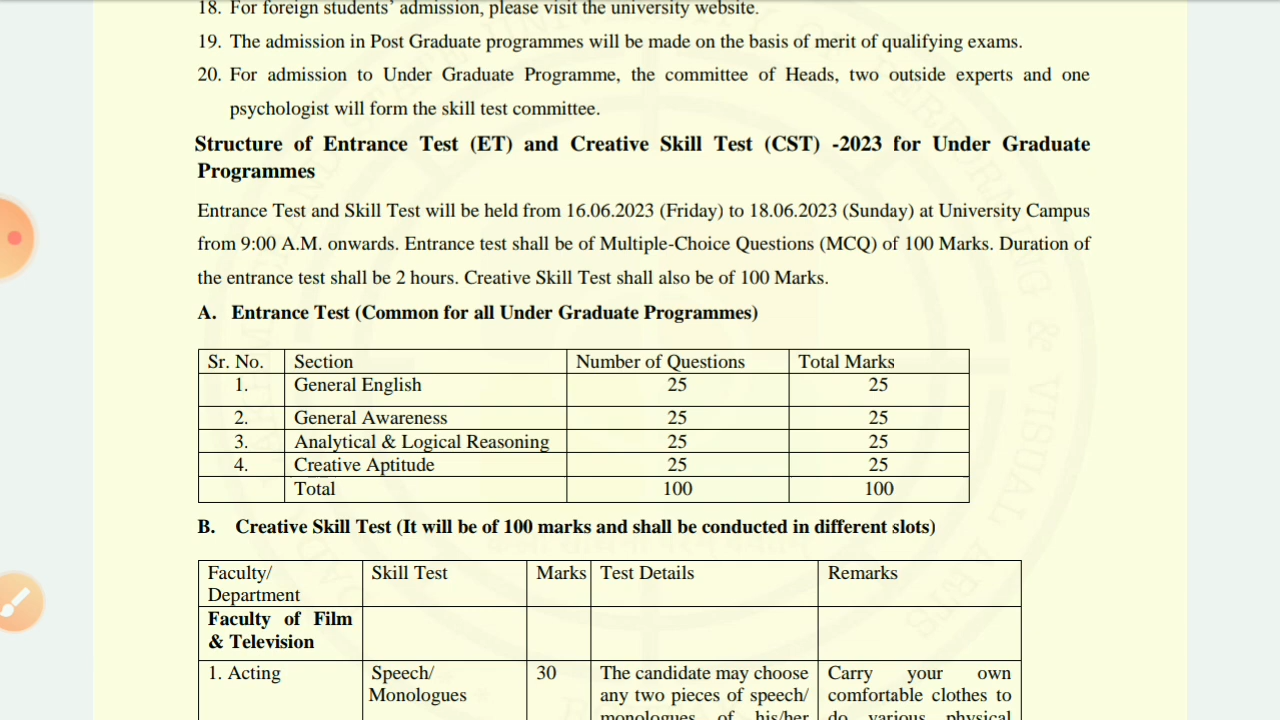 18. For foreign students' admission, please visit the university website.
19. The admission in Post Graduate programmes will be made on the basis of merit of qualifying exams.
20. For admission to Under Graduate Programme, the committee of Heads, two outside experts and one
psychologist will form the skill test committee.
Structure of Entrance Test (ET) and Creative Skill Test (CST) -2023 for Under Graduate
Programmes
Entrance Test and Skill Test will be held from 16.06.2023 (Friday) to 18.06.2023 (Sunday) at University Campus
from 9:00 A.M. onwards. Entrance test shall be of Multiple-Choice Questions (MCQ) of 100 Marks. Duration of
the entrance test shall be 2 hours. Creative Skill Test shall also be of 100 Marks.
A. Entrance Test (Common for all Under Graduate Programmes)
Sr. No. Section Number of Questions Total Marks
1. General English 25 25
2. General Awareness 25 25
3. Analytical & Logical Reasoning 25 25
4. Creative Aptitude 25 25
Total 100 100
B. Creative Skill Test (It will be of 100 marks and shall be conducted in different slots)
Faculty/ Skill Test Marks Test Details Remarks
Department
Faculty of Film
& Television
1. Acting Speech/ 30 The candidate may choose Carry your own
Monologues any two pieces of speech/ comfortable clothes to
monologues of his/her do various physical